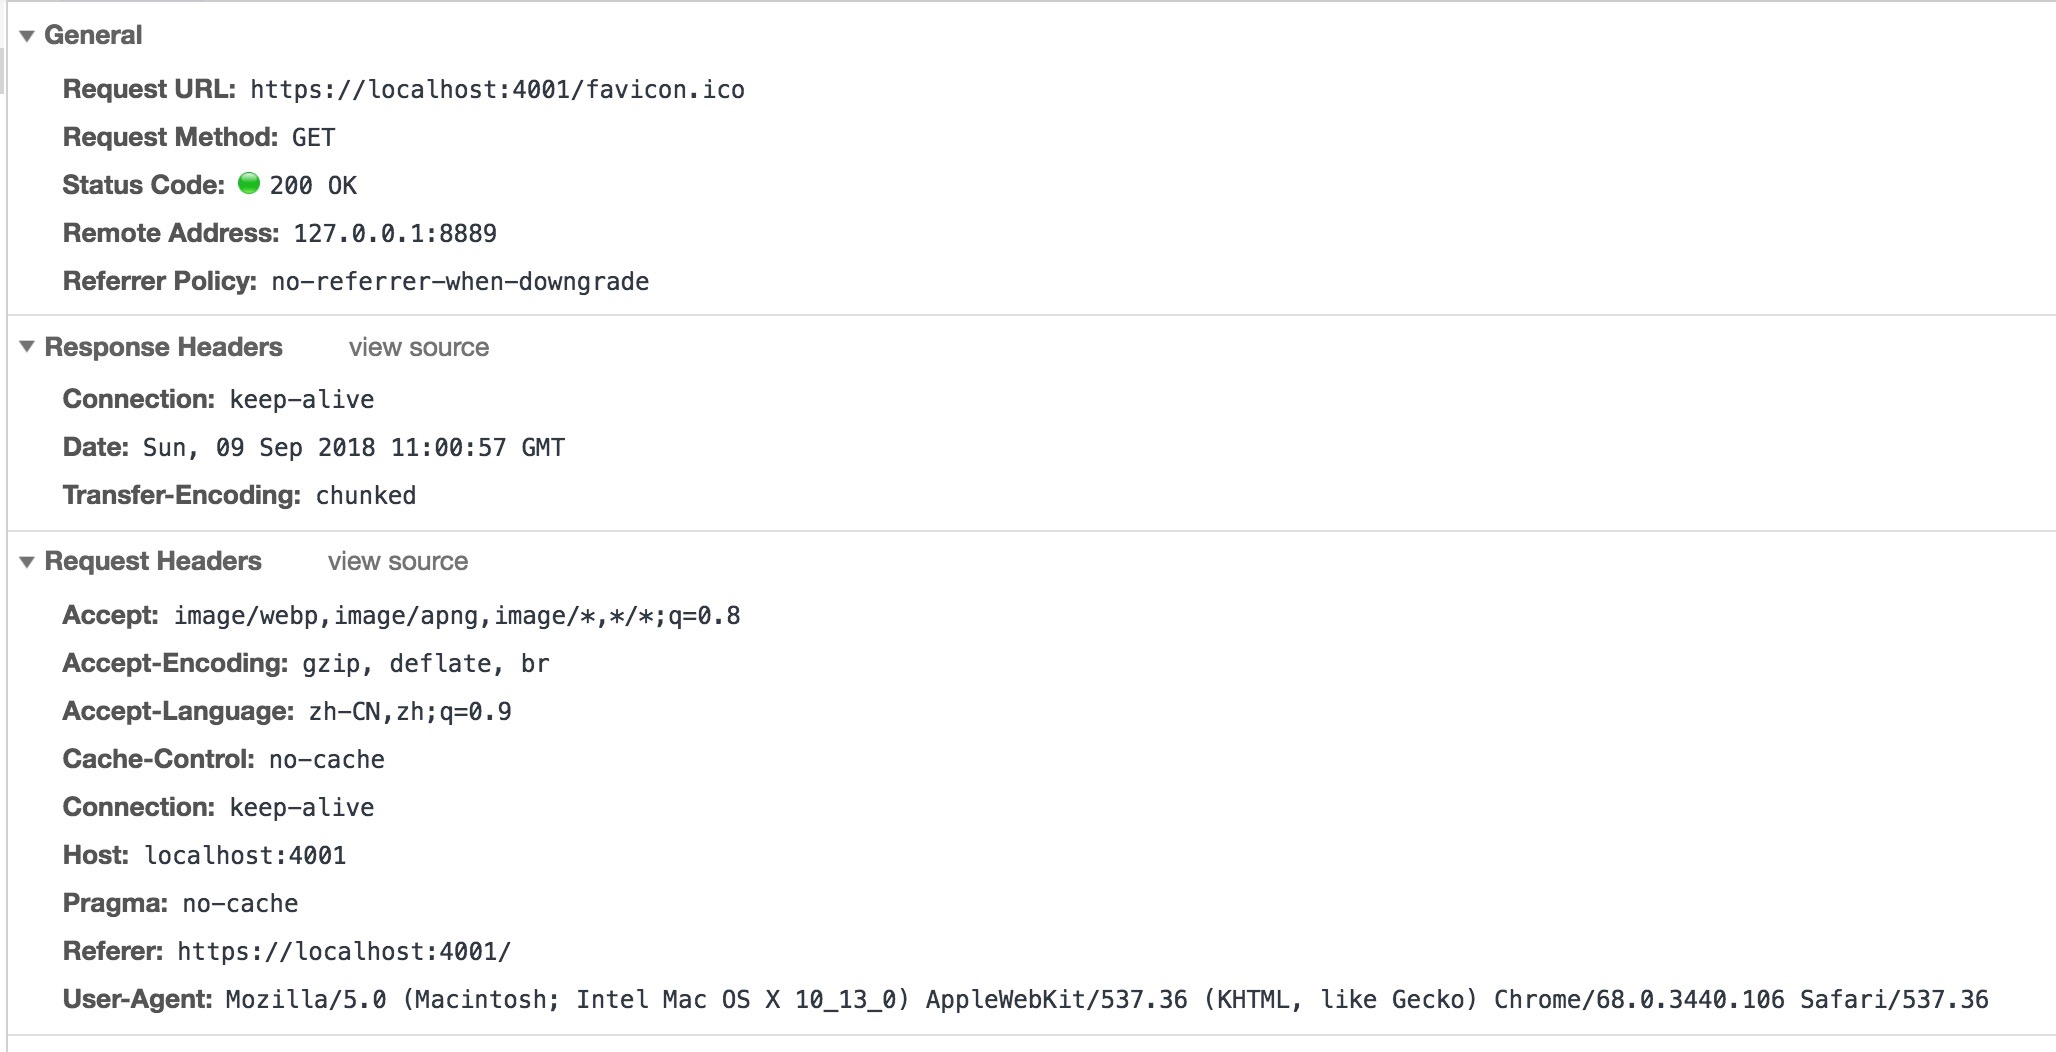 General
Request URL: https://localhost:4001/favicon.ico
Request Method: GET
Status Code: 200 OK
Remote Address: 127.0.0.1:8889
Referrer Policy: no-referrer-when-downgrade
Response Headers view source
Connection: keep-alive
Date: Sun, 09 Sep 2018 11:00:57 GMT
Transfer-Encoding: chunked
Request Headers view source
Accept: image/webp,image/apng,image/*,*/*;q=0.8
Accept-Encoding: gzip, deflate, br
Accept-Language: zh-CN,zh;q=0.9
Cache-Control: no-cache
Connection: keep-alive
Host: localhost:4001
Pragma: no-cache
Referer: https://localhost:4001/
User-Agent: Mozilla/5.0 (Macintosh; Intel Mac OS X 10_13_0) AppleWebKit/537.36 (KHTML, like Gecko) Chrome/68.0.3440.106 Safari/537.36